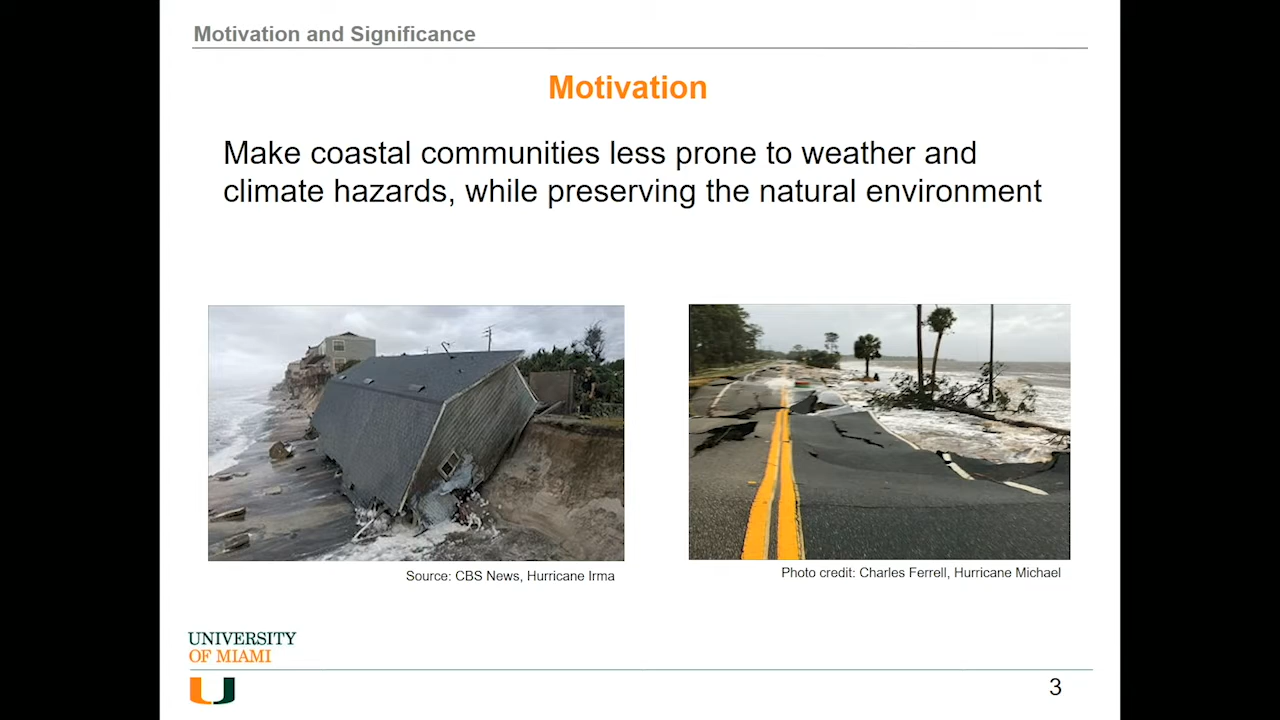 Motivation and Significance
Motivation
Make coastal communities less prone to weather and
climate hazards, while preserving the natural environment
Source: CBS News, Hurricane Irma
Photo credit: Charles Ferrell, Hurricane Michael
UNIVERSITY
OF MIAMI
3